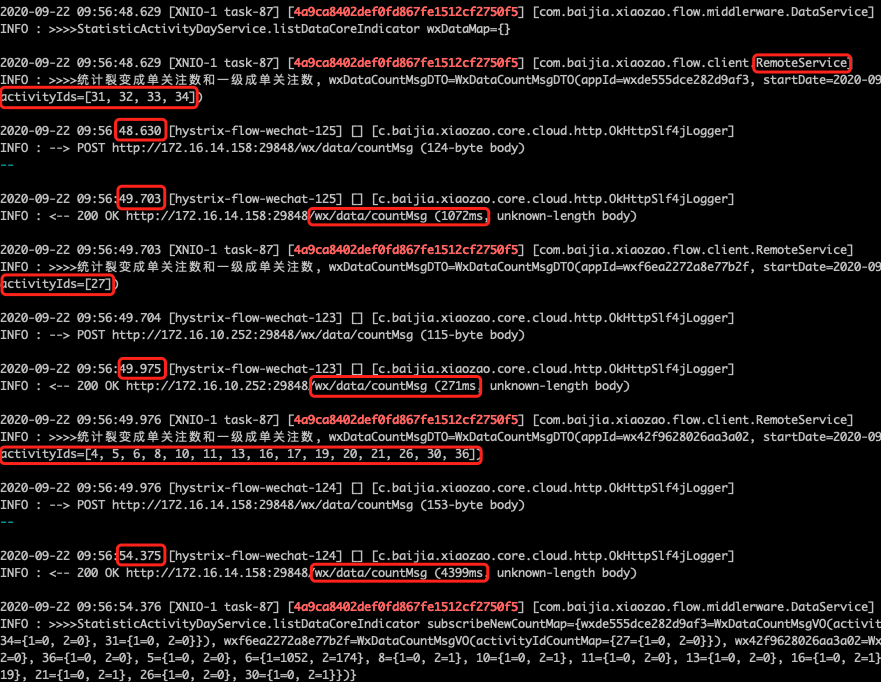 2020-09-22 09:56:48.629 [XNIO-1 task-87] [4a9ca8402def0fd867fe1512cf2750f5] [com.baijia.xiaozao.flow.middlerware.DataService]
INFO : >>>>StatisticActivityDayService.listDataCoreIndicator wxDataMap={}
2020-09-22 09:56:48.629 [XNIO-1 task-87] [4a9ca8402def0fd867fe1512cf2750f5] [com.baijia.xiaozao.flow.client.RemoteService]
INFO : >>>>统计裂变成单关注数和一级成单关注数, wxDataCountMsgDTO=WxDataCountMsgDTO(appId=wxde555dce282d9af3, startDate=2020-09
activityIds=[31, 32, 33, 34])
2020-09-22 09:56:48.630 [hystrix-flow-wechat-125] [] [c.baijia.xiaozao.core.cloud.http.OkHttpSlf4jLogger]
INFO : --> POST http://172.16.14.158:29848/wx/data/countMsg (124-byte body)
--
2020-09-22 09:56:49.703 [hystrix-flow-wechat-125] [] [c.baijia.xiaozao.core.cloud.http.OkHttpSlf4jLogger]
INFO : <-- 200 OK http://172.16.14.158:29848/wx/data/countMsg (1072ms, unknown-length body)
2020-09-22 09:56:49.703 [XNIO-1 task-87] [4a9ca8402def0fd867fe1512cf2750f5] [com.baijia.xiaozao.flow.client.RemoteService]
INFO : >>>>统计裂变成单关注数和一级成单关注数, wxDataCountMsgDTO=WxDataCountMsgDTO(appId=wxf6ea2272a8e77b2f, startDate=2020-09
activityIds=[27])
2020-09-22 09:56:49.704 [hystrix-flow-wechat-123] [] [c.baijia.xiaozao.core.cloud.http.OkHttpSlf4jLogger]
INFO : --> POST http://172.16.10.252:29848/wx/data/countMsg (115-byte body)
2020-09-22 09:56:49.975 [hystrix-flow-wechat-123] [] [c.baijia.xiaozao.core.cloud.http.OkHttpSlf4jLogger]
INFO : <-- 200 OK http://172.16.10.252:29848/wx/data/countMsg (271ms, unknown-length body)
2020-09-22 09:56:49.976 [XNIO-1 task-87] [4a9ca8402def0fd867fe1512cf2750f5] [com.baijia.xiaozao.flow.client.RemoteService]
INFO : >>>>统计裂变成单关注数和一级成单关注数, wxDataCountMsgDTO=WxDataCountMsgDTO(appId=wx42f9628026aa3a02, startDate=2020-09
activityIds=[4, 5, 6, 8, 10, 11, 13, 16, 17, 19, 20, 21, 26, 30, 36])
2020-09-22 09:56:49.976 [hystrix-flow-wechat-124] [] [c.baijia.xiaozao.core.cloud.http.OkHttpSlf4jLogger]
INFO : --> POST http://172.16.14.158:29848/wx/data/countMsg (153-byte body)
--
2020-09-22 09:56:54.375 [hystrix-flow-wechat-124] [] [c.baijia.xiaozao.core.cloud.http.OkHttpSlf4jLogger]
INFO : <-- 200 OK http://172.16.14.158:29848/wx/data/countMsg (4399ms, unknown-length body)
2020-09-22 09:56:54.376 [XNIO-1 task-87] [4a9ca8402def0fd867fe1512cf2750f5] [com.baijia.xiaozao.flow.middlerware.DataService]
INFO : >>>>StatisticActivityDayService.listDataCoreIndicator subscribeNewCountMap={wxde555dce282d9af3=WxDataCountMsgVO(activit
34={1=0, 2=0}, 31={1=0, 2=0}}), wxf6ea2272a8e77b2f=WxDataCountMsgVO(activityIdCountMap={27={1=0, 2=0}}), wx42f9628026aa3a02=Wx
2=0}, 36={1=0, 2=0}, 5={1=0, 2=0}, 6={1=1052, 2=174}, 8={1=0, 2=1}, 10={1=0, 2=1}, 11={1=0, 2=0}, 13={1=0, 2=0}, 16={1=0, 2=1}
19}, 21={1=0, 2=1}, 26={1=0, 2=0}, 30={1=0, 2=1}})}